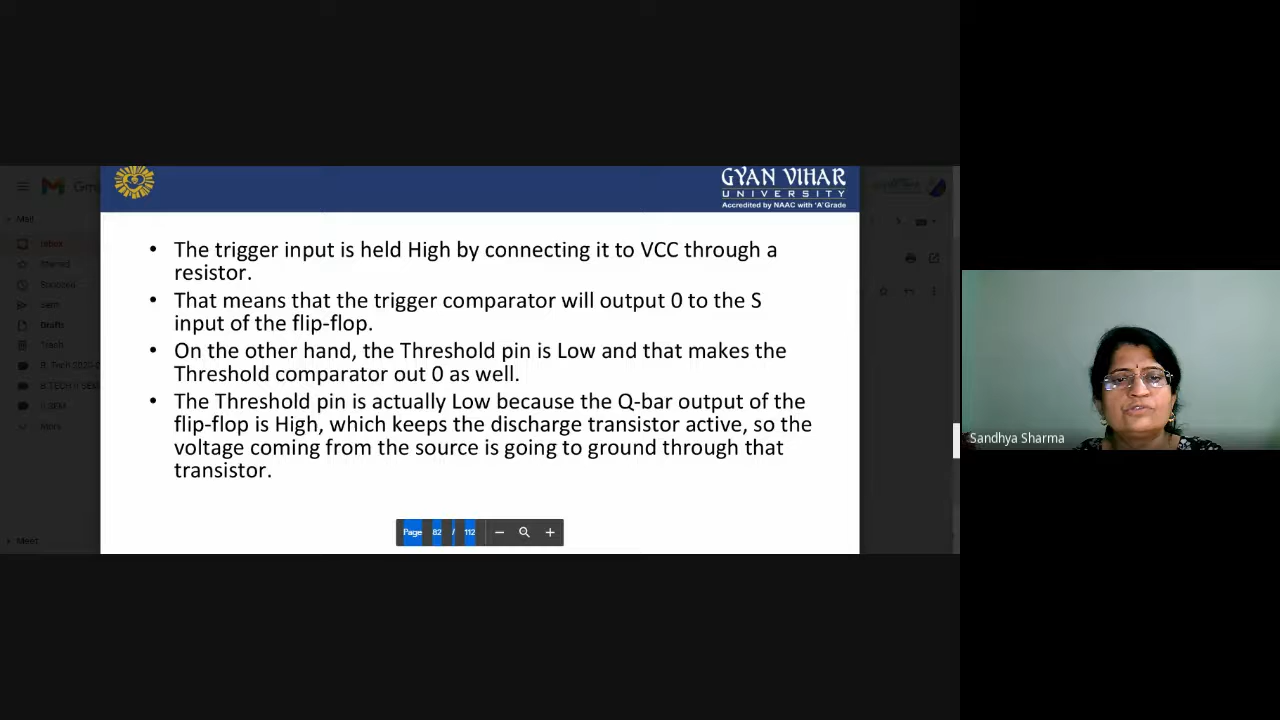 GYAN VIHAR
UNIVERSITY
Accredited by NAAC with 'A' Grade
Mail
Inbox
Starred
Snoozed
Sent
Drafts
Trash
B TECH II SEM
II SEM
More
Meet
• The trigger input is held High by connecting it to VCC through a
resistor.
• That means that the trigger comparator will output 0 to the S
input of the flip-flop.
• On the other hand, the Threshold pin is Low and that makes the
Threshold comparator out 0 as well.
• The Threshold pin is actually Low because the Q-bar output of the
flip-flop is High, which keeps the discharge transistor active, so the
voltage coming from the source is going to ground through that
transistor.
Page 82 / 112
Sandhya Sharma